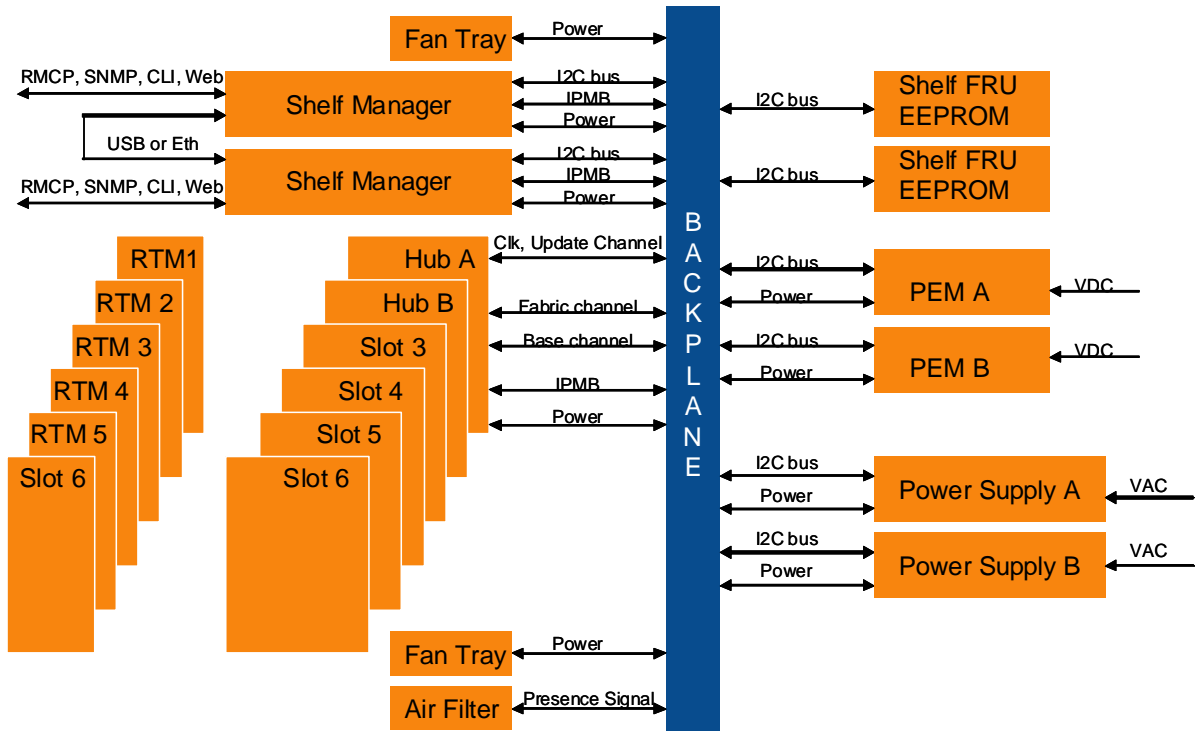 Fan Tray
Power
RMCP, SNMP, CLI, Web
Shelf Manager
I2C bus
IPMB
Power
USB or Eth
Shelf Manager
I2C bus
IPMB
Power
RMCP, SNMP, CLI, Web
RTM1
RTM 2
RTM 3
RTM 4
RTM 5
Slot 6
Hub A
Hub B
Slot 3
Slot 4
Slot 5
Slot 6
Clk, Update Channel
Fabric channel
Base channel
IPMB
Power
Fan Tray
Power
Air Filter
Presence Signal
BACKPLANE
I2C bus
Shelf FRU
EEPROM
I2C bus
Shelf FRU
EEPROM
I2C bus
Power
PEM A
VDC
I2C bus
Power
PEM B
VDC
I2C bus
Power
Power Supply A
VAC
I2C bus
Power
Power Supply B
VAC